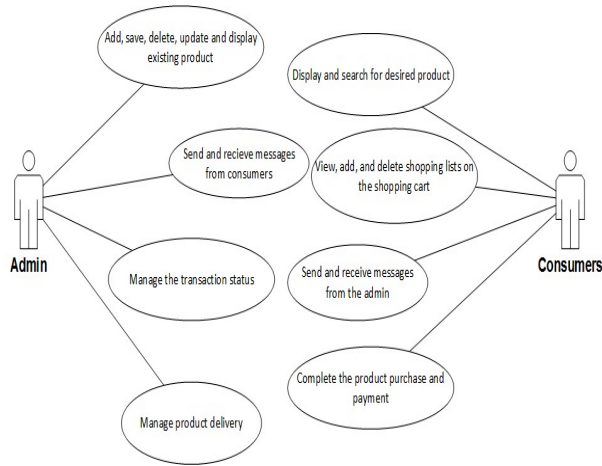 Add, save, delete, update and display
existing product
Display and search for desired product
Send and recieve messages
from consumers
View, add, and delete shopping lists on
the shopping cart
Admin
Consumers
Manage the transaction status
Send and receive messages
from the admin
Complete the product purchase and
payment
Manage product delivery